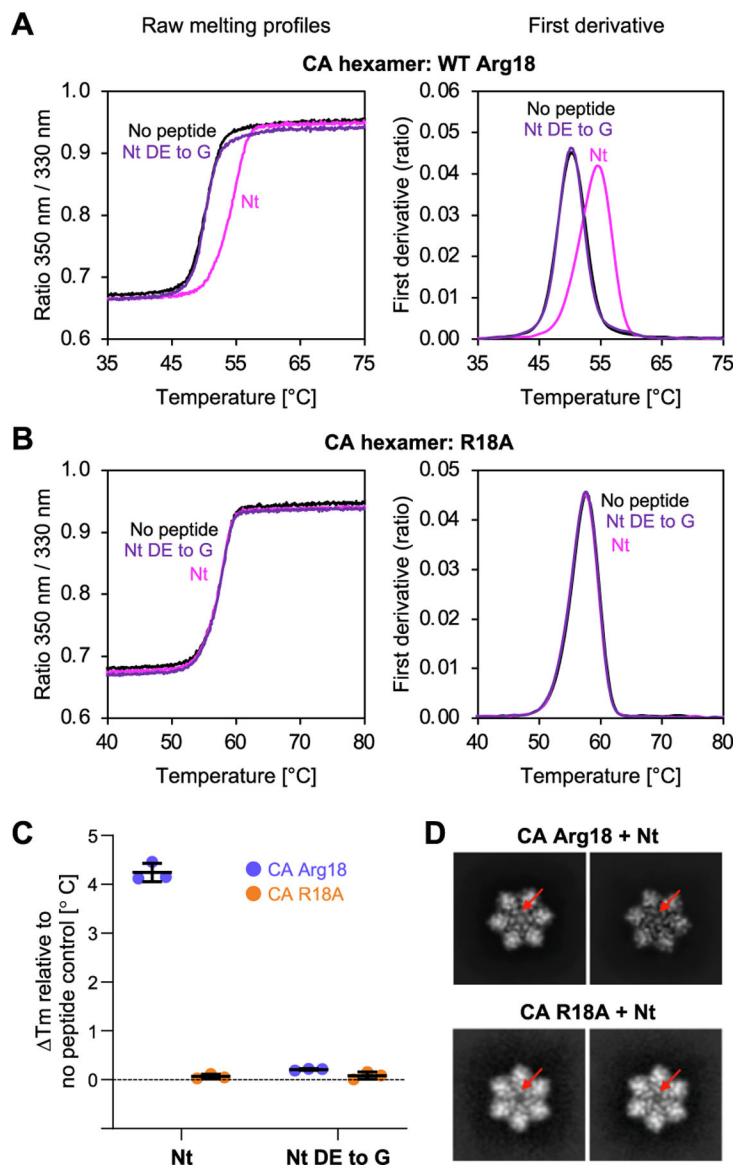 A
Raw melting profiles
First derivative
CA hexamer: WT Arg18
1.0
0.9
0.8
0.7
0.6
Ratio 350 nm / 330 nm
No peptide
Nt DE to G
Nt
35
45
55
65
75
Temperature [°C]
0.06
0.05
0.04
0.03
0.02
0.01
0.00
First derivative (ratio)
No peptide
Nt DE to G
Nt
35
45
55
65
75
Temperature [°C]
B
CA hexamer: R18A
1.0
0.9
0.8
0.7
0.6
Ratio 350 nm / 330 nm
No peptide
Nt DE to G
Nt
40
50
60
70
80
Temperature [°C]
0.05
0.04
0.03
0.02
0.01
0.00
First derivative (ratio)
No peptide
Nt DE to G
Nt
40
50
60
70
80
Temperature [°C]
C
5
4
3
2
1
0
ΔTm relative to
no peptide control [° C]
CA Arg18
CA R18A
Nt
Nt DE to G
D
CA Arg18 + Nt
CA R18A + Nt